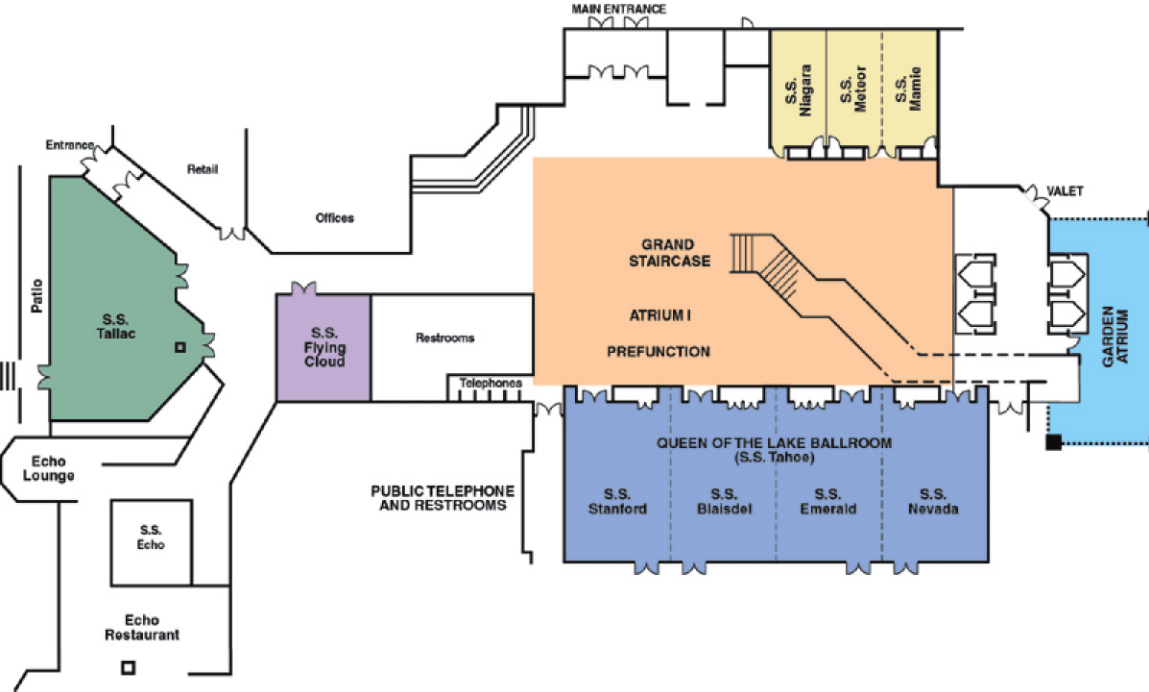 MAIN ENTRANCE
S.S.
Niagara
S.S.
Meteor
S.S.
Mamie
Entrance
Retail
Offices
VALET
GRAND
STAIRCASE
ATRIUM I
PREFUNCTION
Patio
S.S.
Tallac
S.S.
Flying
Cloud
Restrooms
Telephones
GARDEN
ATRIUM
QUEEN OF THE LAKE BALLROOM
(S.S. Tahoe)
S.S.
Stanford
S.S.
Blaisdel
S.S.
Emerald
S.S.
Nevada
Echo
Lounge
PUBLIC TELEPHONE
AND RESTROOMS
S.S.
Echo
Echo
Restaurant